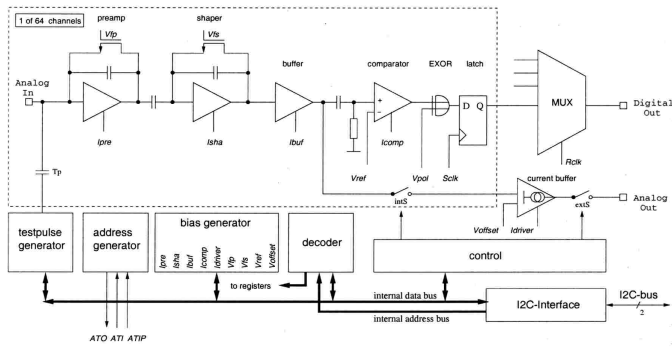 1 of 64 channels
preamp
shaper
Vfp
Vfs
buffer
comparator
EXOR
latch
Analog
In
+
−
D Q
MUX
Digital
Out
Ipre
Isha
Ibuf
Icomp
Vref
Vpol
Sclk
Rclk
Tp
intS
current buffer
extS
Analog
Out
Voffset
Idriver
testpulse
generator
address
generator
bias generator
Ipre
Isha
Ibuf
Icomp
Idriver
Vfp
Vfs
Vref
Voffset
decoder
control
to registers
internal data bus
internal address bus
I2C-Interface
I2C-bus
2
ATO ATI ATIP